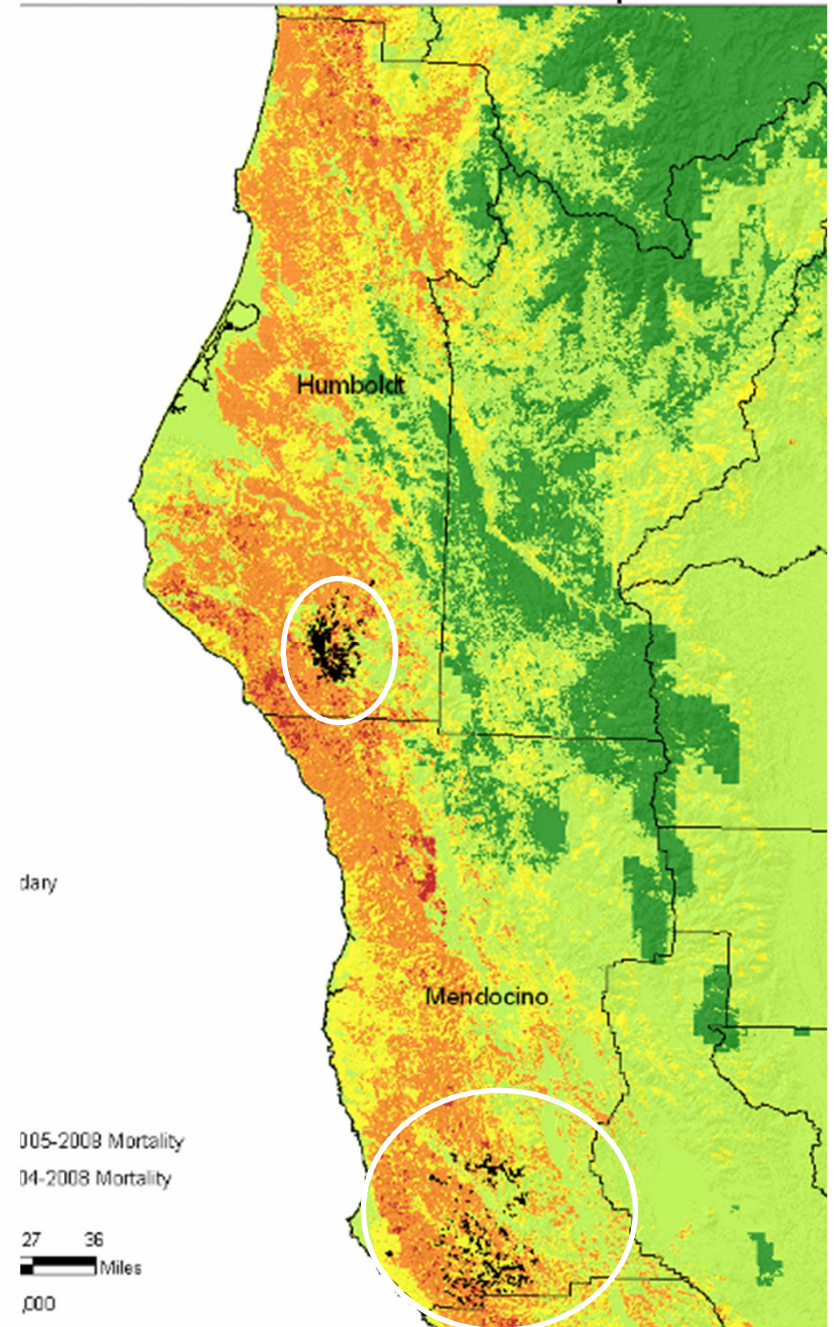 Humboldt
dary
Mendocino
005-2008 Mortality
04-2008 Mortality
27 36
Miles
,000